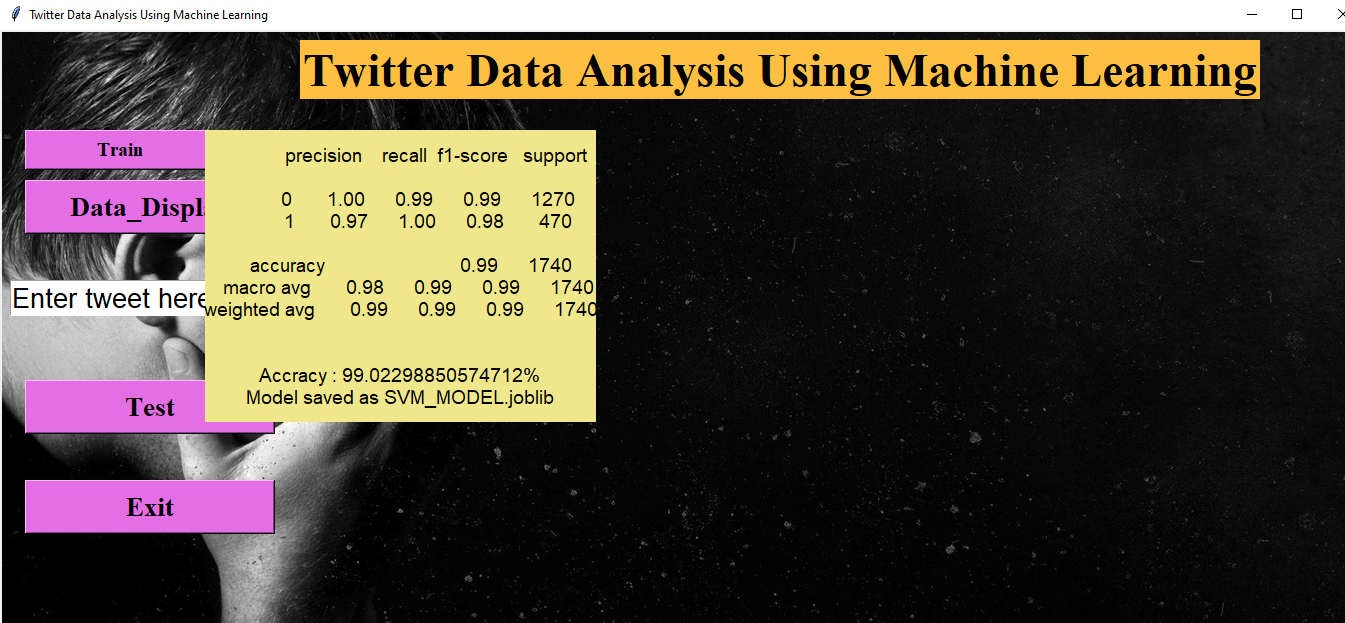 Twitter Data Analysis Using Machine Learning
Twitter Data Analysis Using Machine Learning
Train
Data_Displ
Enter tweet here
precision recall f1-score support
0 1.00 0.99 0.99 1270
1 0.97 1.00 0.98 470
accuracy 0.99 1740
macro avg 0.98 0.99 0.99 1740
weighted avg 0.99 0.99 0.99 1740
Accracy : 99.02298850574712%
Model saved as SVM_MODEL.joblib
Test
Exit